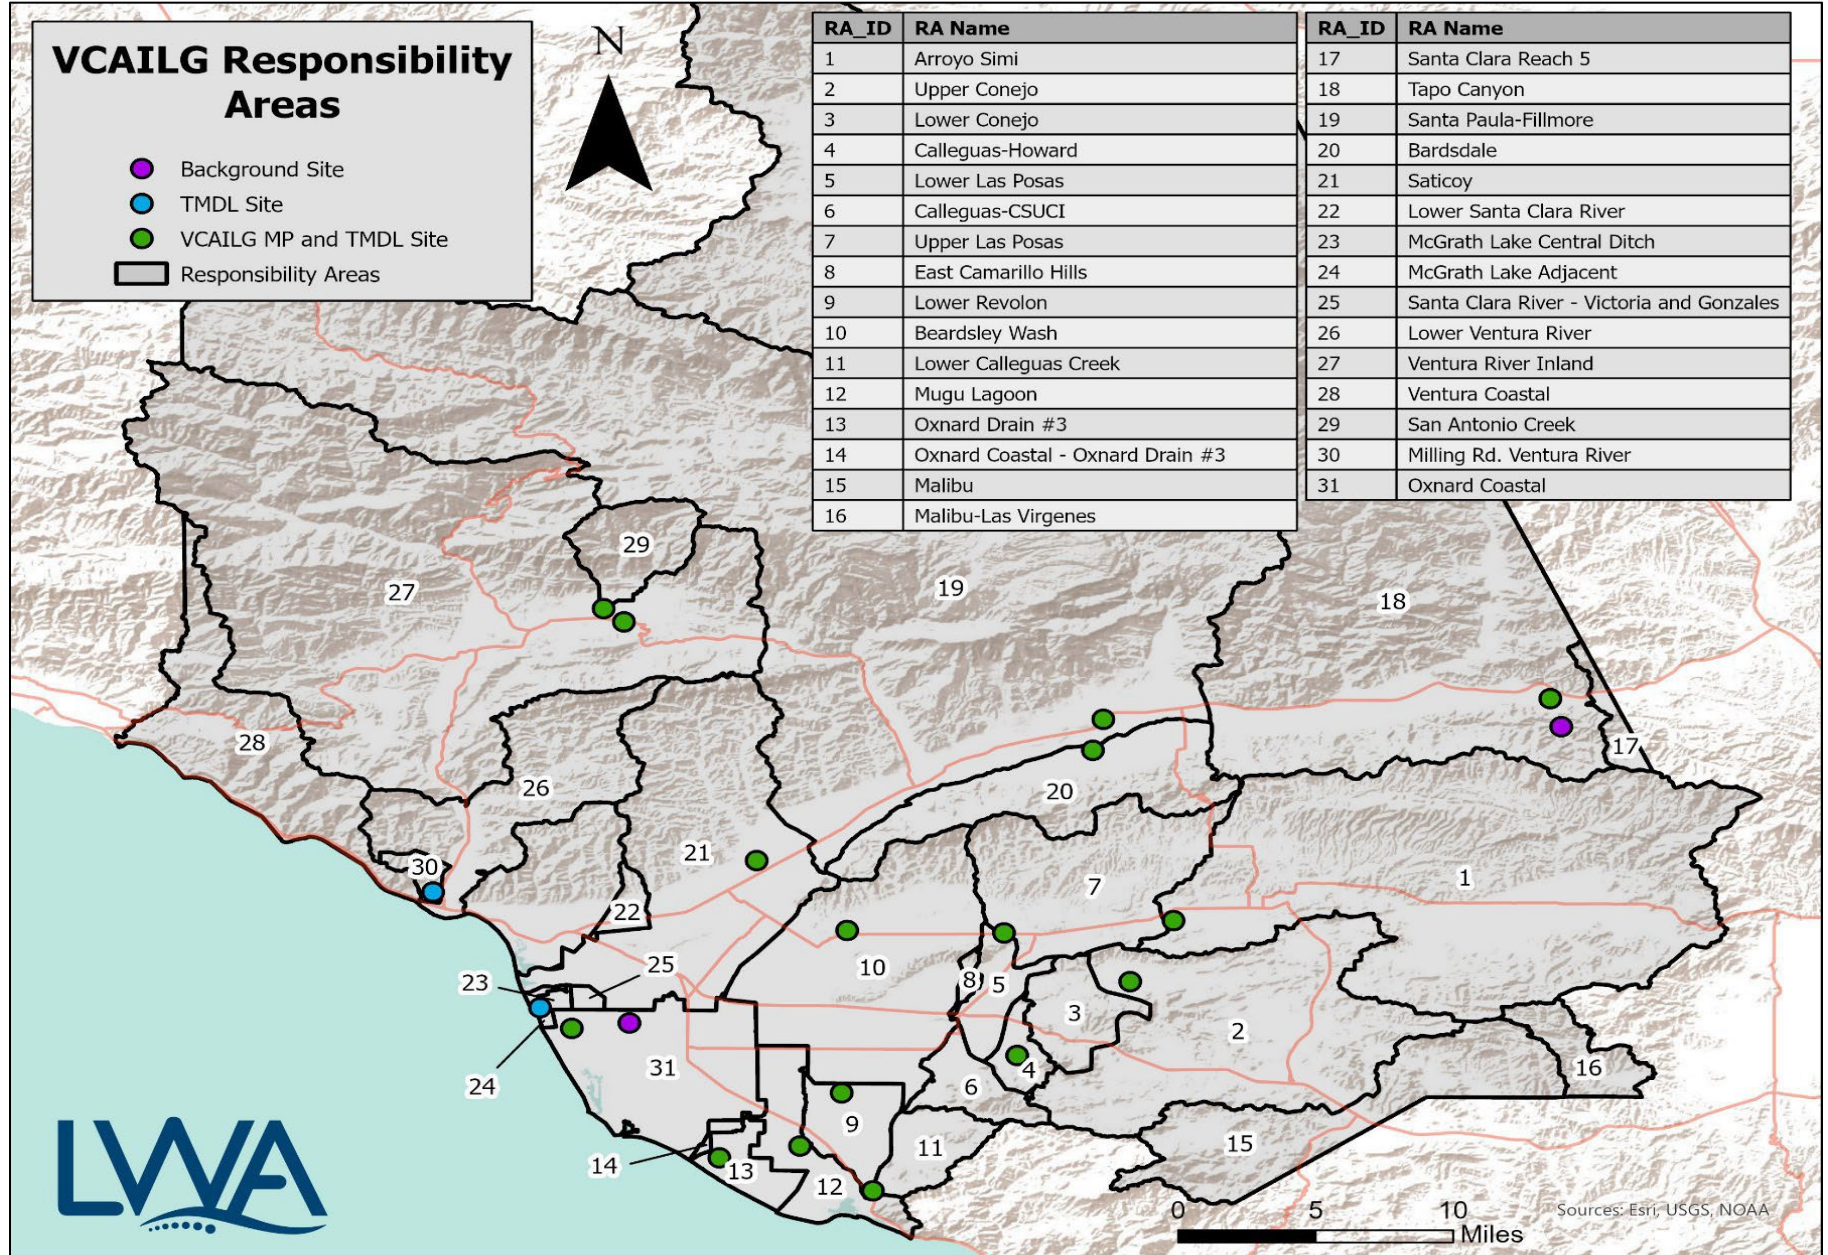 VCAILG Responsibility
Areas
Background Site
TMDL Site
VCAILG MP and TMDL Site
Responsibility Areas
N
RA_ID RA Name
1 Arroyo Simi
2 Upper Conejo
3 Lower Conejo
4 Calleguas-Howard
5 Lower Las Posas
6 Calleguas-CSUCI
7 Upper Las Posas
8 East Camarillo Hills
9 Lower Revolon
10 Beardsley Wash
11 Lower Calleguas Creek
12 Mugu Lagoon
13 Oxnard Drain #3
14 Oxnard Coastal - Oxnard Drain #3
15 Malibu
16 Malibu-Las Virgenes
RA_ID RA Name
17 Santa Clara Reach 5
18 Tapo Canyon
19 Santa Paula-Fillmore
20 Bardsdale
21 Saticoy
22 Lower Santa Clara River
23 McGrath Lake Central Ditch
24 McGrath Lake Adjacent
25 Santa Clara River - Victoria and Gonzales
26 Lower Ventura River
27 Ventura River Inland
28 Ventura Coastal
29 San Antonio Creek
30 Milling Rd. Ventura River
31 Oxnard Coastal
29
27
19
18
28
17
26
20
21
30
7
1
22
25
10
8
5
23
3
2
31
24
4
16
6
9
11
15
14
13
12
LWA
0 5 10
Miles
Sources: Esri, USGS, NOAA